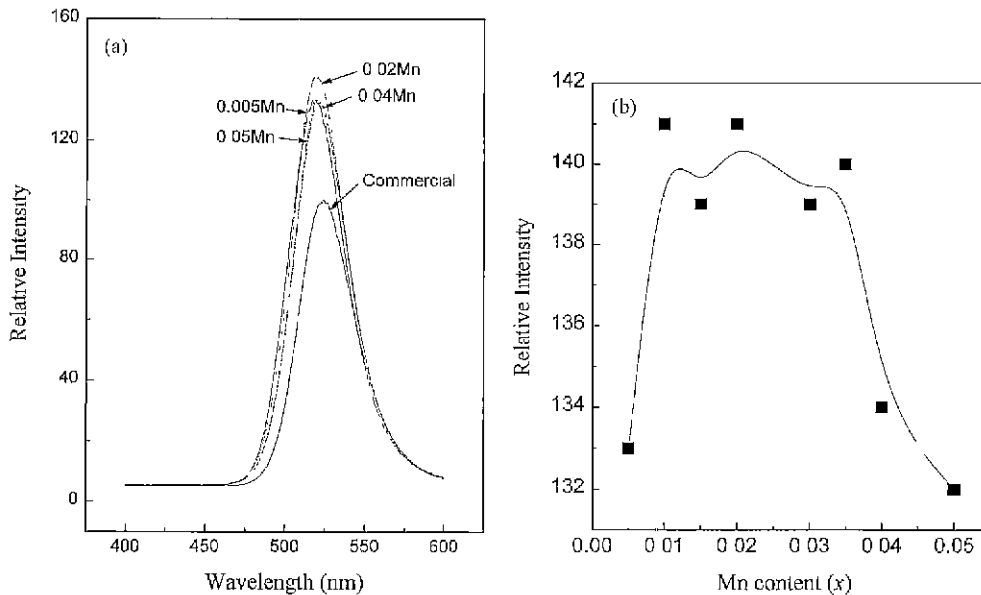 (a)
160
120
80
40
0
Relative Intensity
0 02Mn
0.005Mn
0 04Mn
0 05Mn
Commercial
400 450 500 550 600
Wavelength (nm)
(b)
142
140
138
136
134
132
Relative Intensity
0.00 0 01 0 02 0 03 0 04 0.05
Mn content (x)